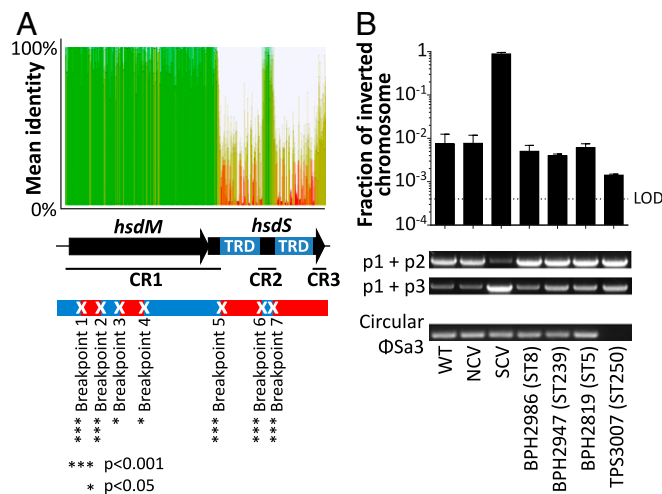 A
100%
Mean identity
0%
hsdM
hsdS
TRD
TRD
CR1
CR2
CR3
X X X X X X X
*** Breakpoint 1
*** Breakpoint 2
* Breakpoint 3
* Breakpoint 4
*** Breakpoint 5
*** Breakpoint 6
*** Breakpoint 7
*** p<0.001
* p<0.05
B
Fraction of inverted
chromosome
1
10⁻¹
10⁻²
10⁻³
10⁻⁴
LOD
p1 + p2
p1 + p3
Circular
ΦSa3
WT
NCV
SCV
BPH2986 (ST8)
BPH2947 (ST239)
BPH2819 (ST5)
TPS3007 (ST250)